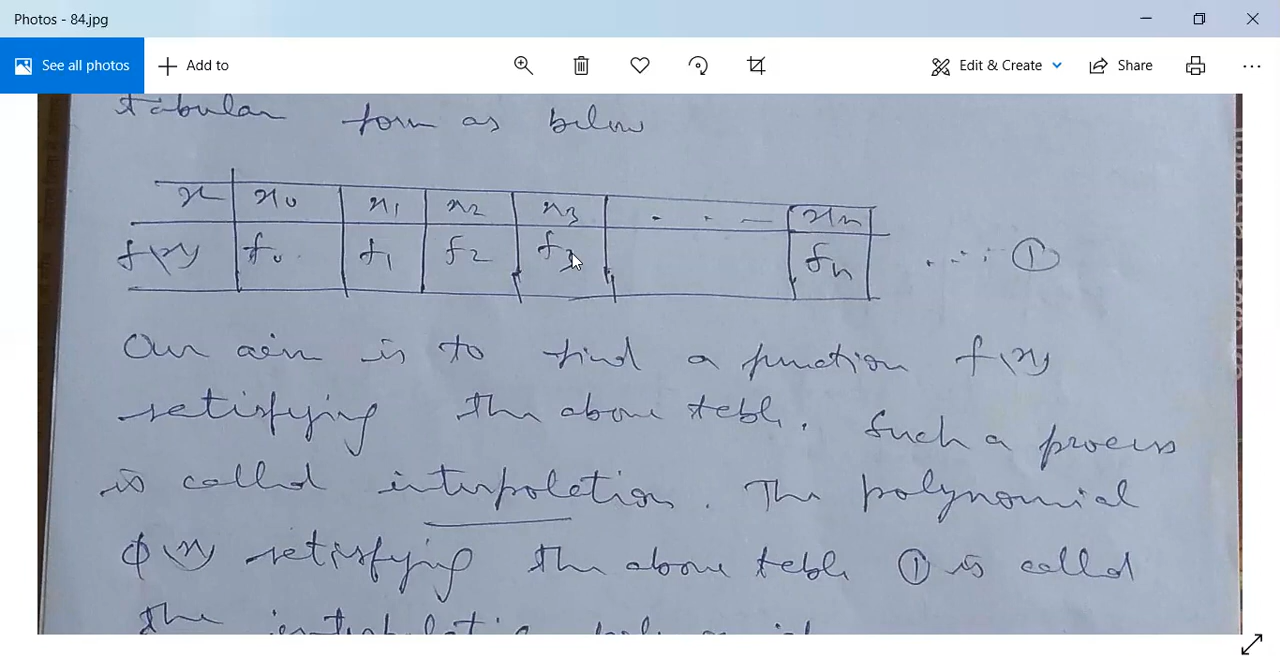 Photos - 84.jpg
See all photos
Add to
Edit & Create
Share
tabular form as below
x x0 x1 x2 x3 . . — xn
f(x) f0 f1 f2 f3 fn ..... ①
Our aim is to find a function f(x)
satisfying the above table. Such a process
is called interpolation. The polynomial
φ(x) satisfying the above table ① is called
the